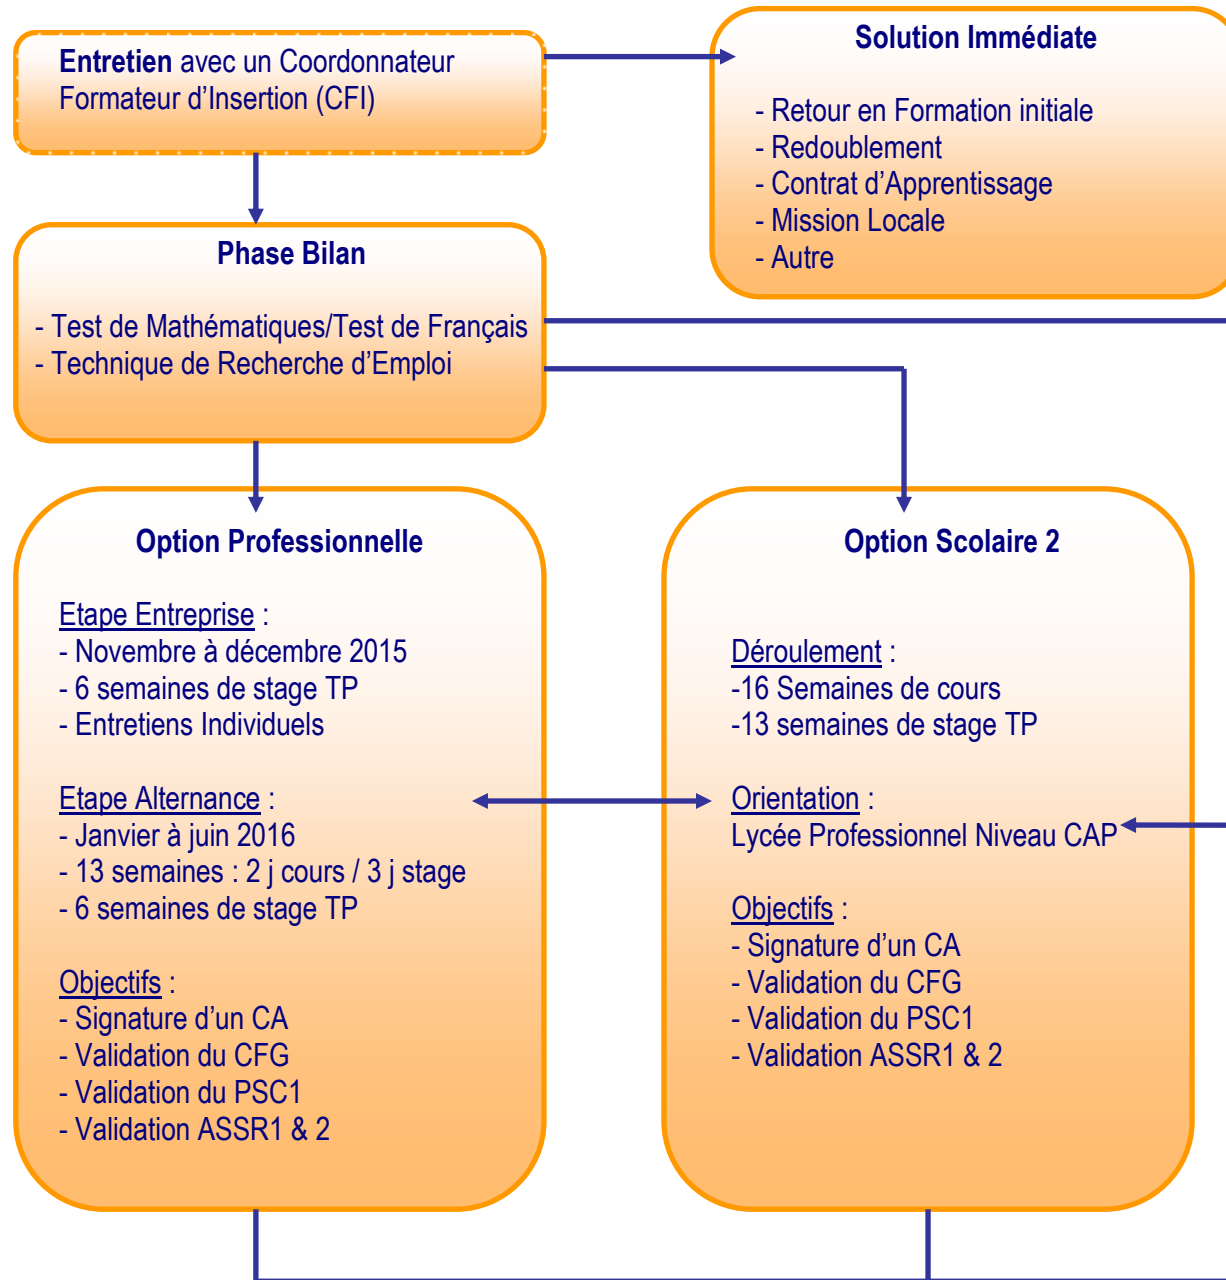 Entretien avec un Coordonnateur
Formateur d’Insertion (CFI)
Solution Immédiate
- Retour en Formation initiale
- Redoublement
- Contrat d’Apprentissage
- Mission Locale
- Autre
Phase Bilan
- Test de Mathématiques/Test de Français
- Technique de Recherche d’Emploi
Option Professionnelle
Etape Entreprise :
- Novembre à décembre 2015
- 6 semaines de stage TP
- Entretiens Individuels
Etape Alternance :
- Janvier à juin 2016
- 13 semaines : 2 j cours / 3 j stage
- 6 semaines de stage TP
Objectifs :
- Signature d’un CA
- Validation du CFG
- Validation du PSC1
- Validation ASSR1 & 2
Option Scolaire 2
Déroulement :
-16 Semaines de cours
-13 semaines de stage TP
Orientation :
Lycée Professionnel Niveau CAP
Objectifs :
- Signature d’un CA
- Validation du CFG
- Validation du PSC1
- Validation ASSR1 & 2